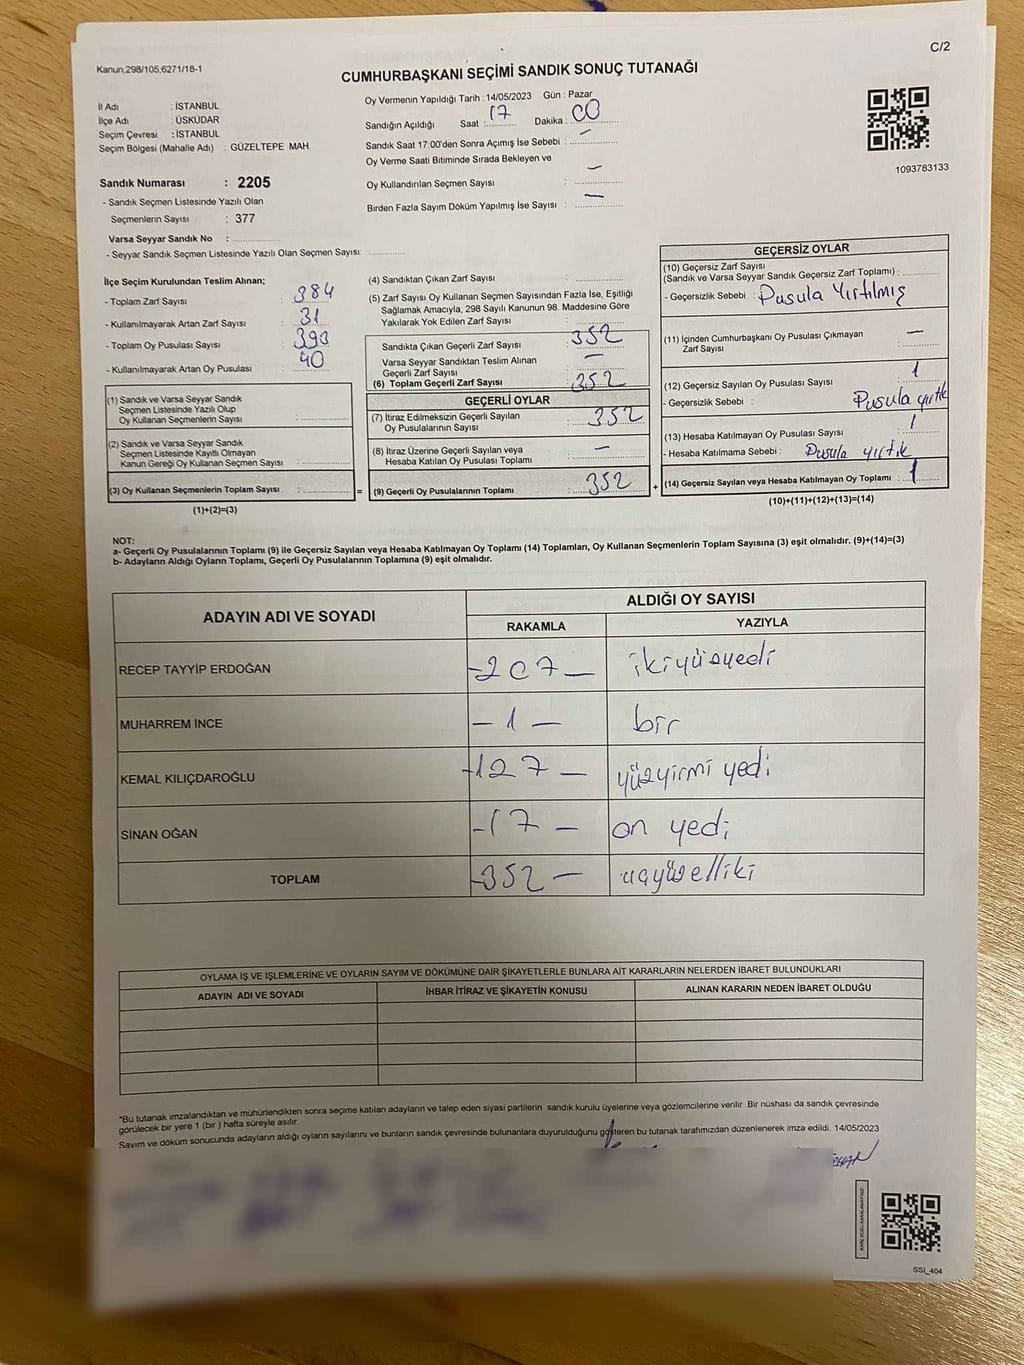 C/2
Kanun;298/105;6271/18-1
CUMHURBAŞKANI SEÇİMİ SANDIK SONUÇ TUTANAĞI
İl Adı : İSTANBUL
İlçe Adı : ÜSKÜDAR
Seçim Çevresi : İSTANBUL
Seçim Bölgesi (Mahalle Adı) : GÜZELTEPE MAH.
Sandık Numarası : 2205
- Sandık Seçmen Listesinde Yazılı Olan
Seçmenlerin Sayısı : 377
Varsa Seyyar Sandık No :
- Seyyar Sandık Seçmen Listesinde Yazılı Olan Seçmen Sayısı:
Oy Vermenin Yapıldığı Tarih : 14/05/2023 Gün : Pazar
Sandığın Açıldığı Saat : 17 Dakika : 00
Sandık Saat 17:00'den Sonra Açımış İse Sebebi : —
Oy Verme Saati Bitiminde Sırada Bekleyen ve
Oy Kullandırılan Seçmen Sayısı : —
Birden Fazla Sayım Döküm Yapılmış İse Sayısı : —
1093783133
İlçe Seçim Kurulundan Teslim Alınan;
- Toplam Zarf Sayısı : 384
- Kullanılmayarak Artan Zarf Sayısı : 31
- Toplam Oy Pusulası Sayısı : 393
- Kullanılmayarak Artan Oy Pusulası : 40
(1) Sandık ve Varsa Seyyar Sandık
Seçmen Listesinde Yazılı Olup
Oy Kullanan Seçmenlerin Sayısı :
(2) Sandık ve Varsa Seyyar Sandık
Seçmen Listesinde Kayıtlı Olmayan
Kanun Gereği Oy Kullanan Seçmen Sayısı :
(3) Oy Kullanan Seçmenlerin Toplam Sayısı : =
(1)+(2)=(3)
(4) Sandıktan Çıkan Zarf Sayısı :
(5) Zarf Sayısı Oy Kullanan Seçmen Sayısından Fazla İse, Eşitliği
Sağlamak Amacıyla, 298 Sayılı Kanunun 98. Maddesine Göre
Yakılarak Yok Edilen Zarf Sayısı :
Sandıkta Çıkan Geçerli Zarf Sayısı : 352
Varsa Seyyar Sandıktan Teslim Alınan
Geçerli Zarf Sayısı : —
(6) Toplam Geçerli Zarf Sayısı : 352
GEÇERLİ OYLAR
(7) İtiraz Edilmeksizin Geçerli Sayılan
Oy Pusulalarının Sayısı : 352
(8) İtiraz Üzerine Geçerli Sayılan veya
Hesaba Katılan Oy Pusulası Toplamı : —
(9) Geçerli Oy Pusulalarının Toplamı : 352 +
GEÇERSİZ OYLAR
(10) Geçersiz Zarf Sayısı
(Sandık ve Varsa Seyyar Sandık Geçersiz Zarf Toplamı) :
- Geçersizlik Sebebi : Pusula Yırtılmış
(11) İçinden Cumhurbaşkanı Oy Pusulası Çıkmayan
Zarf Sayısı : —
(12) Geçersiz Sayılan Oy Pusulası Sayısı : 1
- Geçersizlik Sebebi : Pusula yırtık
(13) Hesaba Katılmayan Oy Pusulası Sayısı : 1
- Hesaba Katılmama Sebebi : Pusula yırtık
(14) Geçersiz Sayılan veya Hesaba Katılmayan Oy Toplamı : 1
(10)+(11)+(12)+(13)=(14)
NOT:
a- Geçerli Oy Pusulalarının Toplamı (9) ile Geçersiz Sayılan veya Hesaba Katılmayan Oy Toplamı (14) Toplamları, Oy Kullanan Seçmenlerin Toplam Sayısına (3) eşit olmalıdır. (9)+(14)=(3)
b- Adayların Aldığı Oyların Toplamı, Geçerli Oy Pusulalarının Toplamına (9) eşit olmalıdır.
ADAYIN ADI VE SOYADI
ALDIĞI OY SAYISI
RAKAMLA YAZIYLA
RECEP TAYYİP ERDOĞAN -207- ikiyüzyedi
MUHARREM İNCE -1- bir
KEMAL KILIÇDAROĞLU -127- yüzyirmi yedi
SİNAN OĞAN -17- on yedi
TOPLAM -352- üçyüzelliiki
OYLAMA İŞ VE İŞLEMLERİNE VE OYLARIN SAYIM VE DÖKÜMÜNE DAİR ŞİKAYETLERLE BUNLARA AİT KARARLARIN NELERDEN İBARET BULUNDUKLARI
ADAYIN ADI VE SOYADI İHBAR İTİRAZ VE ŞİKAYETİN KONUSU ALINAN KARARIN NEDEN İBARET OLDUĞU
*Bu tutanak imzalandıktan ve mühürlendikten sonra seçime katılan adayların ve talep eden siyasi partilerin sandık kurulu üyelerine veya gözlemcilerine verilir. Bir nüshası da sandık çevresinde
görülecek bir yere 1 (bir ) hafta süreyle asılır.
Sayım ve döküm sonucunda adayların aldığı oyların sayılarını ve bunların sandık çevresinde bulunanlara duyurulduğunu gösteren bu tutanak tarafımızdan düzenlenerek imza edildi. 14/05/2023
SSI_404